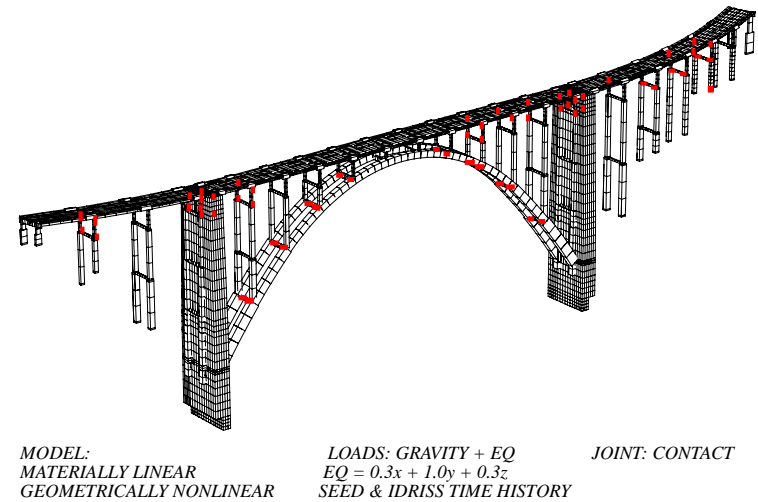 MODEL: LOADS: GRAVITY + EQ JOINT: CONTACT
MATERIALLY LINEAR EQ = 0.3x + 1.0y + 0.3z
GEOMETRICALLY NONLINEAR SEED & IDRISS TIME HISTORY